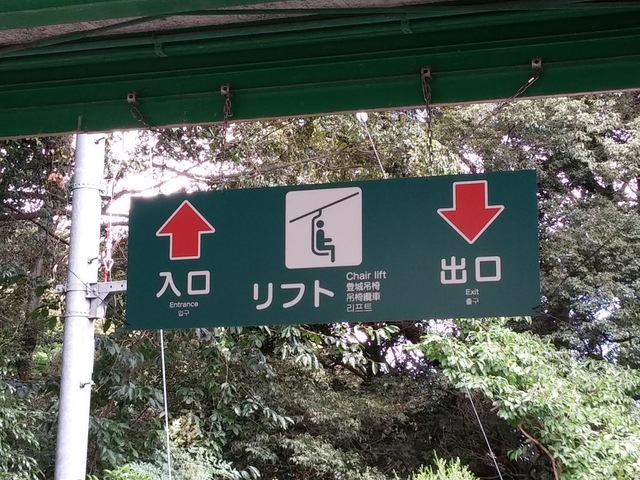 入口
Entrance
입구
リフト
Chair lift
登城吊椅
吊椅纜車
리프트
出口
Exit
출구